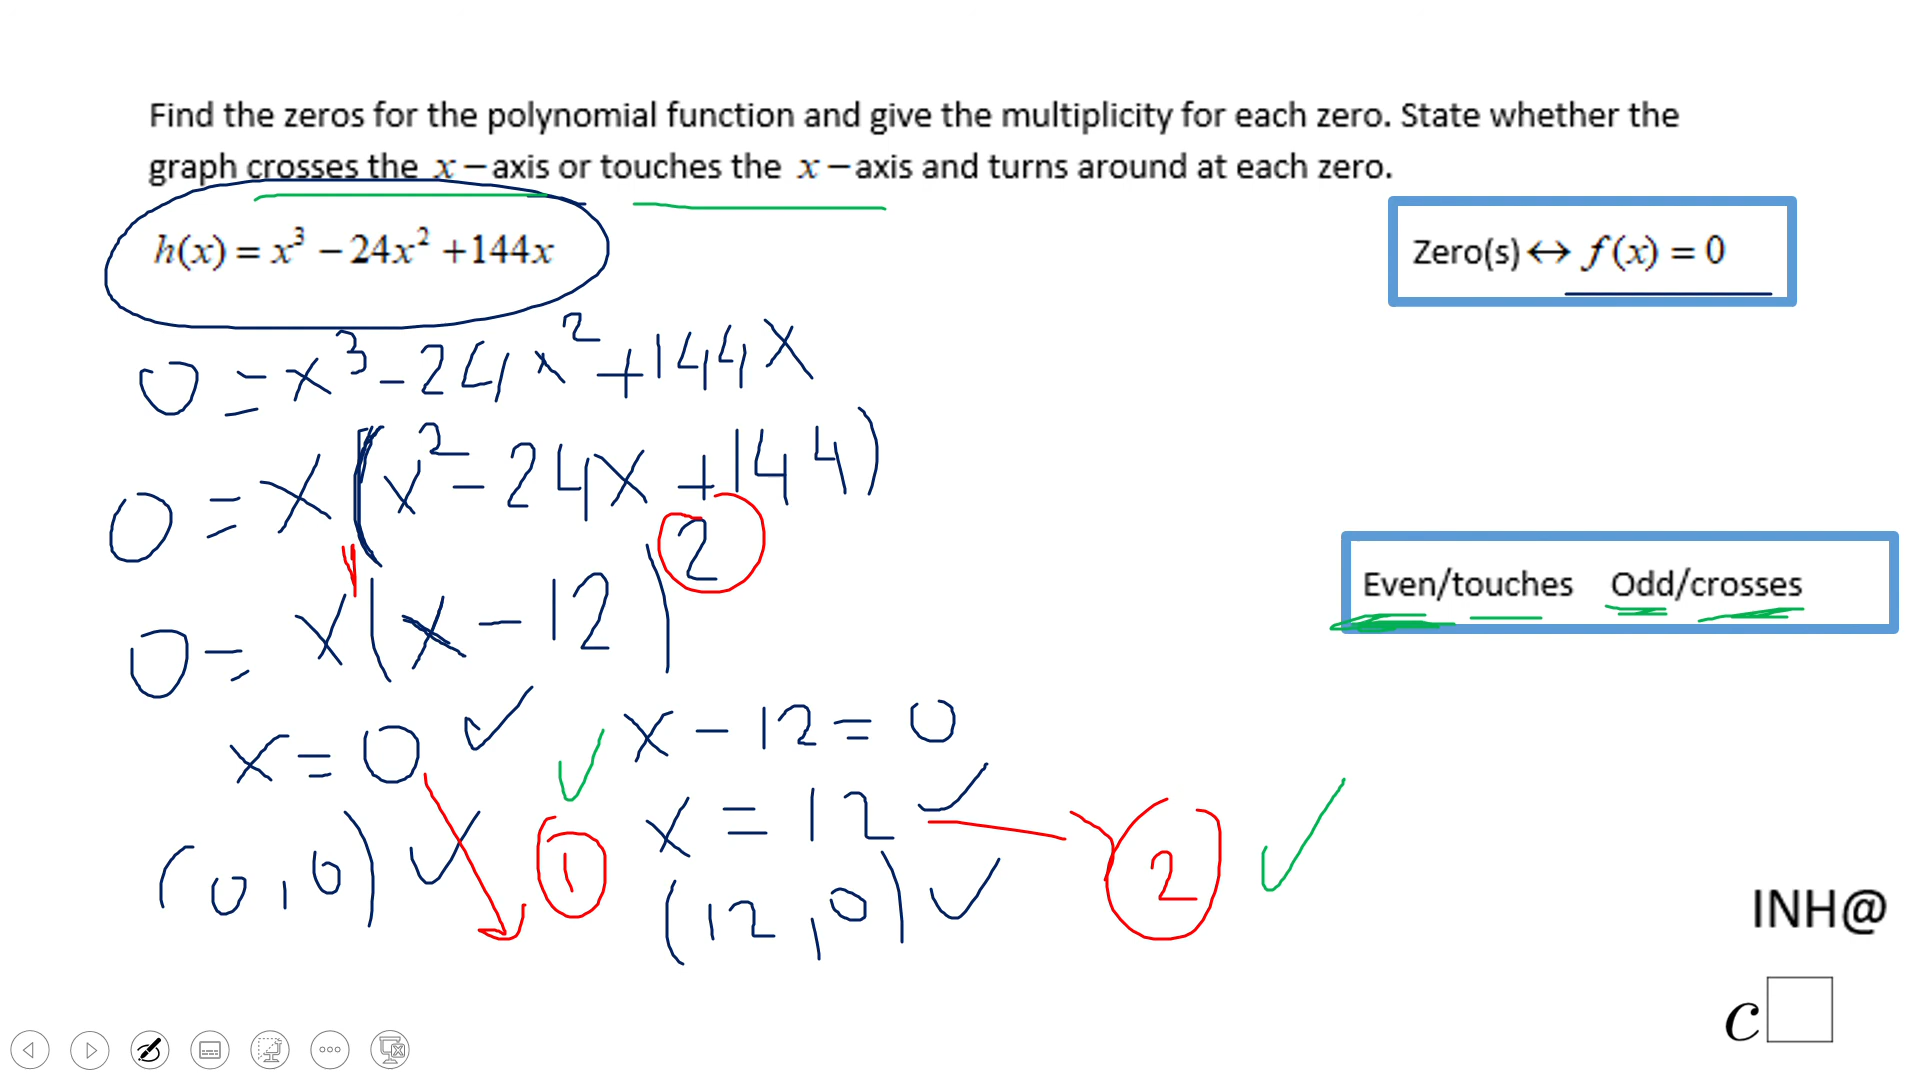 Find the zeros for the polynomial function and give the multiplicity for each zero. State whether the
graph crosses the x – axis or touches the x – axis and turns around at each zero.
h(x) = x³ – 24x² + 144x
Zero(s) ↔ f(x) = 0
0 = x³ - 24x² + 144x
0 = x(x² - 24x + 144)
0 = x¹(x - 12)²
Even/touches Odd/crosses
x = 0 ✓ x - 12 = 0
✓ x = 12 ✓
(0,0) ✓ 1 (12,0) ✓ 2 ✓
INH@
c